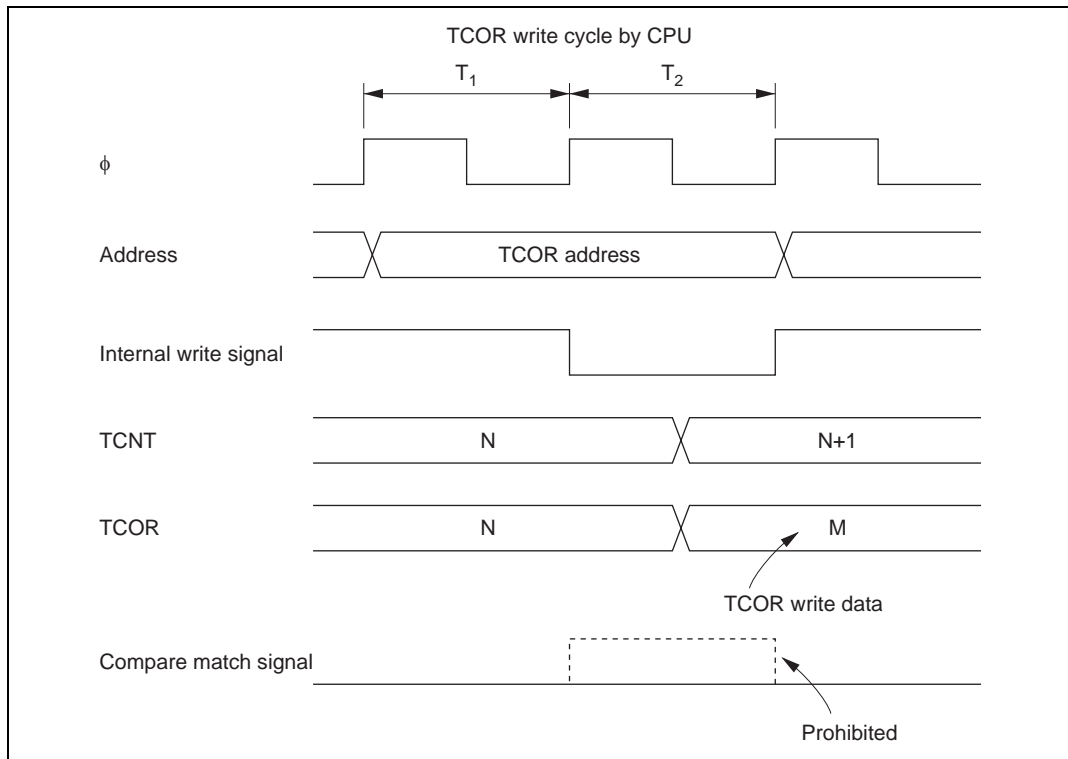 TCOR write cycle by CPU
T1 T2
ϕ
Address TCOR address
Internal write signal
TCNT N N+1
TCOR N M
TCOR write data
Compare match signal
Prohibited